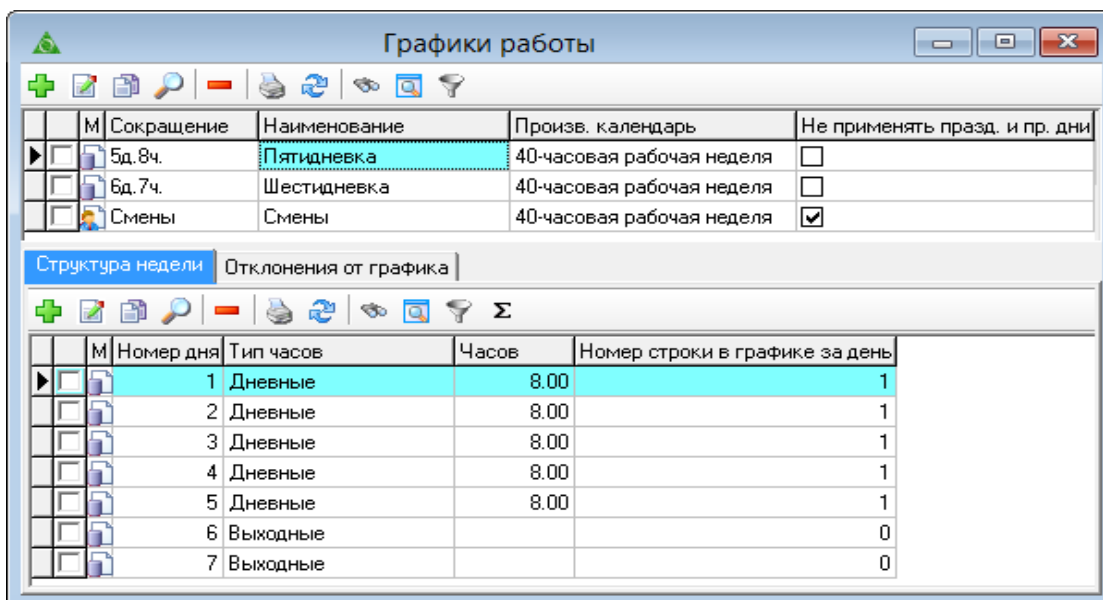 Графики работы
М Сокращение Наименование Произв. календарь Не применять празд. и пр. дни
5д.8ч. Пятидневка 40-часовая рабочая неделя
6д.7ч. Шестидневка 40-часовая рабочая неделя
Смены Смены 40-часовая рабочая неделя
Структура недели Отклонения от графика
Σ
М Номер дня Тип часов Часов Номер строки в графике за день
1 Дневные 8.00 1
2 Дневные 8.00 1
3 Дневные 8.00 1
4 Дневные 8.00 1
5 Дневные 8.00 1
6 Выходные 0
7 Выходные 0